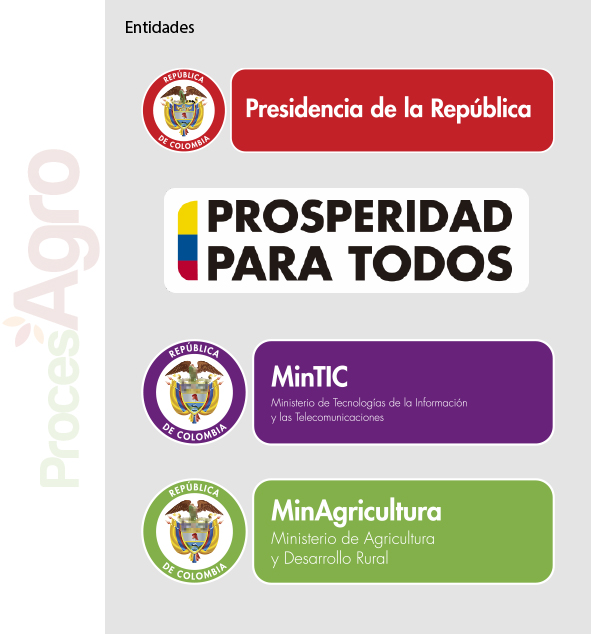 Entidades
REPÚBLICA
DE COLOMBIA
Presidencia de la República
PROSPERIDAD
PARA TODOS
ProcesAgro
REPÚBLICA
DE COLOMBIA
MinTIC
Ministerio de Tecnologías de la Información
y las Telecomunicaciones
REPÚBLICA
DE COLOMBIA
MinAgricultura
Ministerio de Agricultura
y Desarrollo Rural